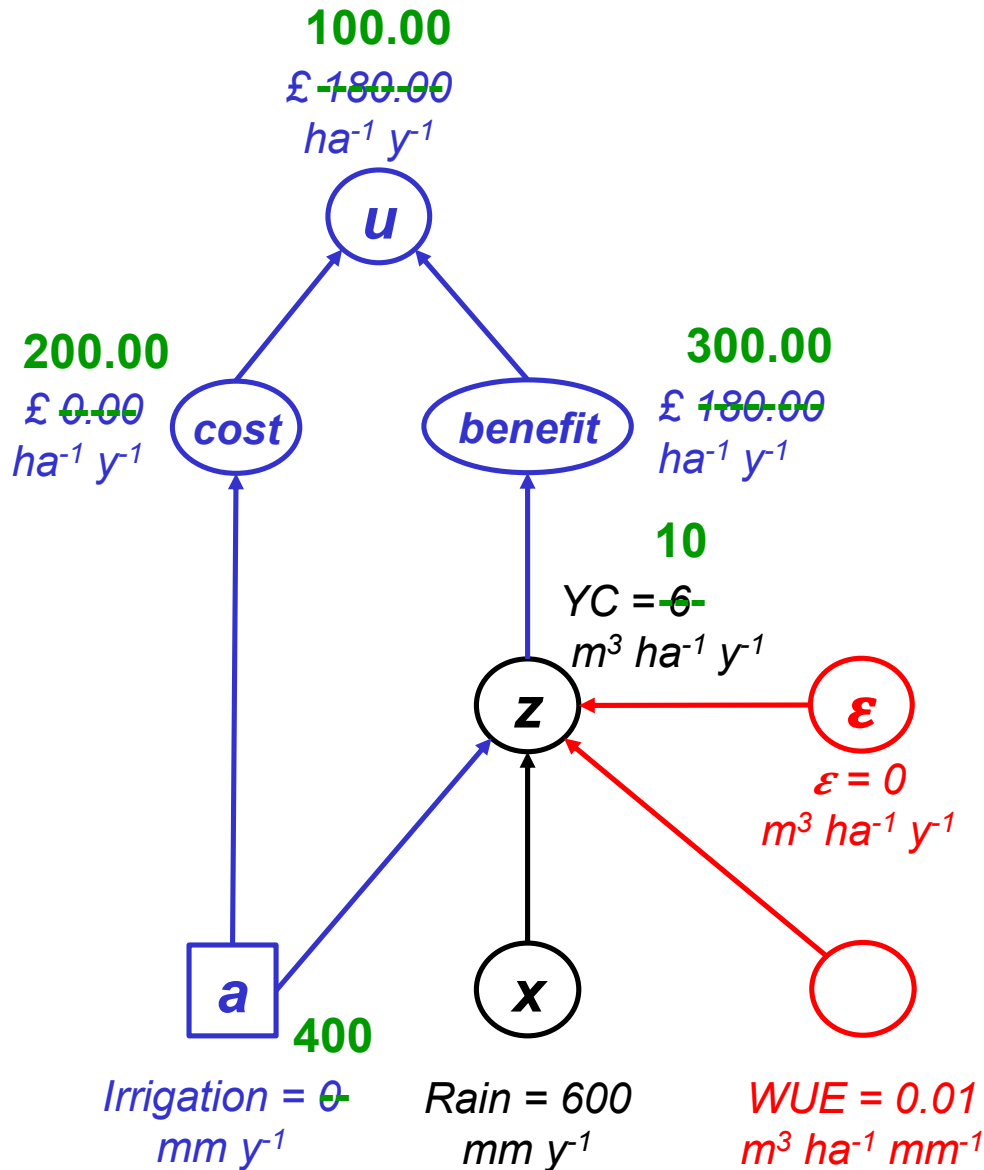 100.00
£ 180.00
ha⁻¹ y⁻¹
u
200.00
£ 0.00
ha⁻¹ y⁻¹
cost
benefit
300.00
£ 180.00
ha⁻¹ y⁻¹
10
YC = 6
m³ ha⁻¹ y⁻¹
z
ε
ε = 0
m³ ha⁻¹ y⁻¹
a
x
400
Irrigation = 0
mm y⁻¹
Rain = 600
mm y⁻¹
WUE = 0.01
m³ ha⁻¹ mm⁻¹